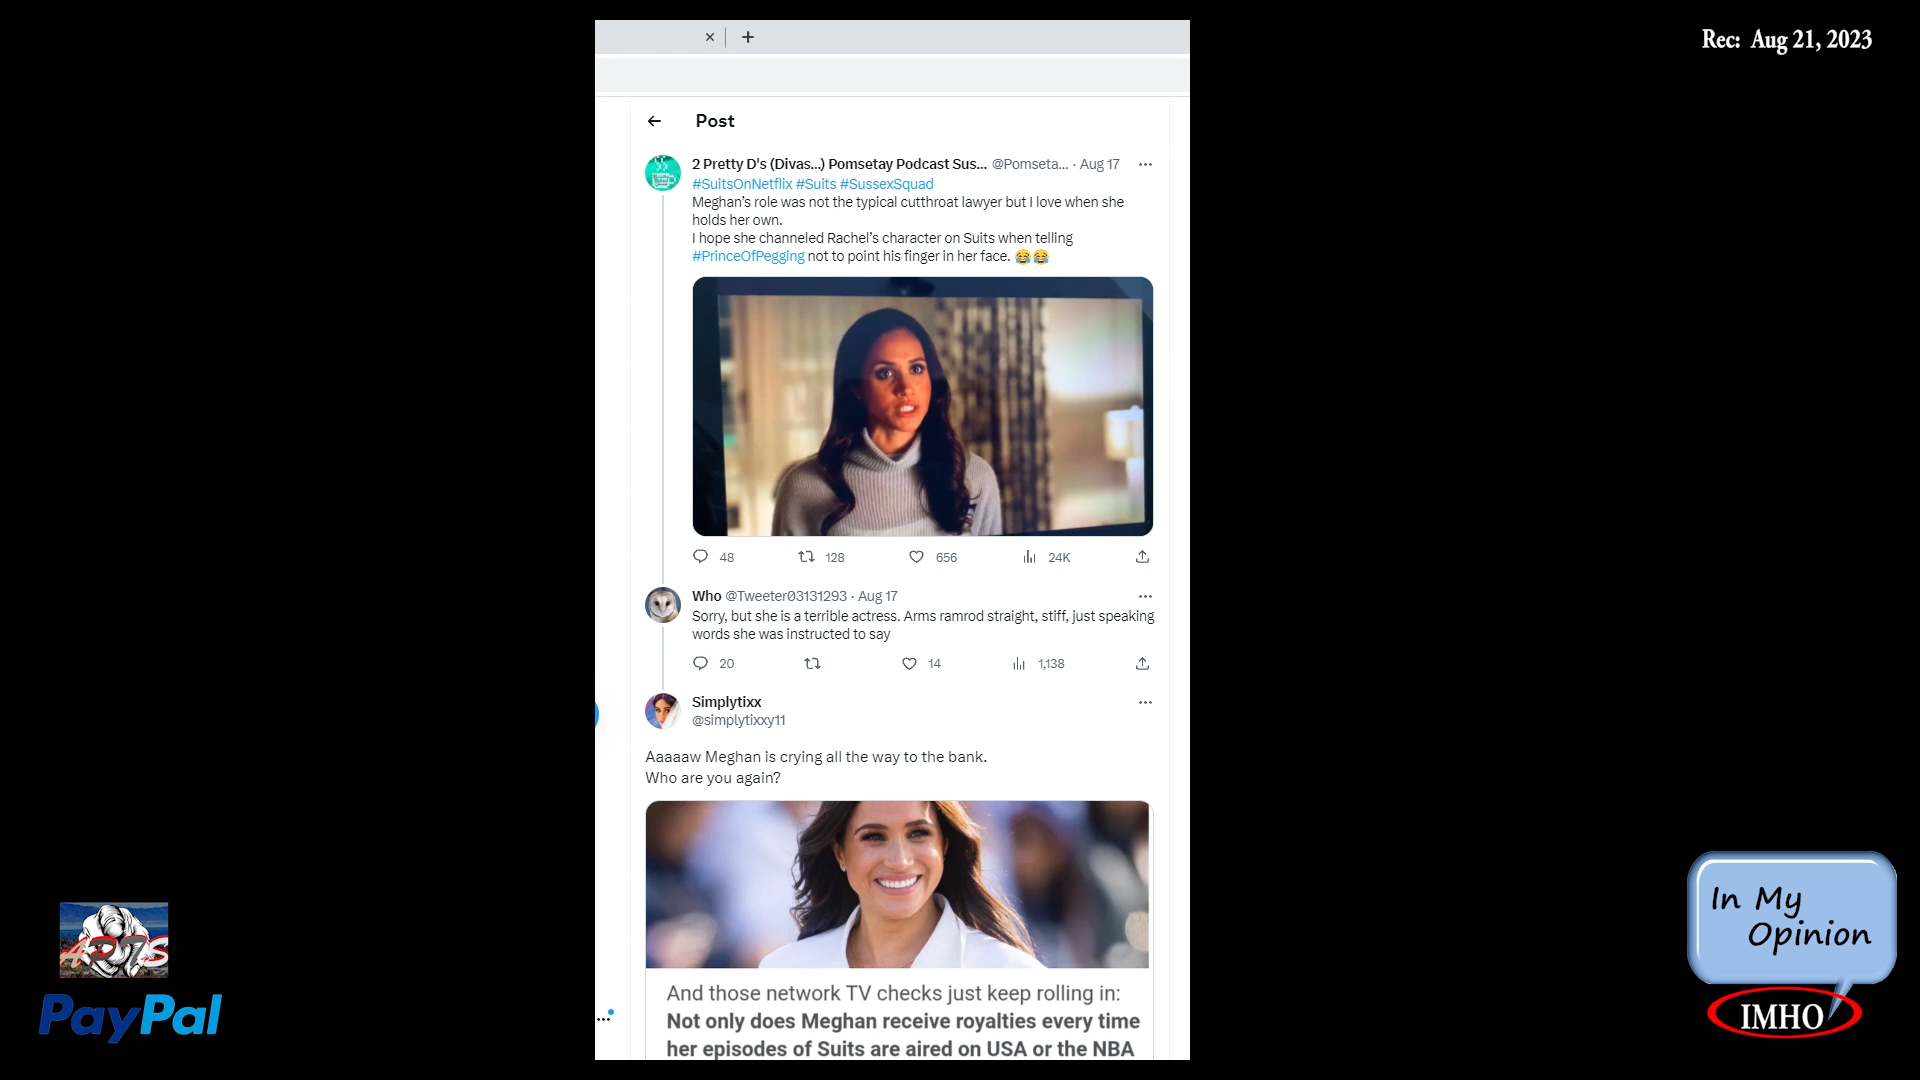 Rec: Aug 21, 2023
Post
2 Pretty D's (Divas...) Pomsetay Podcast Sus... @Pomseta... · Aug 17
#SuitsOnNetflix #Suits #SussexSquad
Meghan’s role was not the typical cutthroat lawyer but I love when she
holds her own.
I hope she channeled Rachel’s character on Suits when telling
#PrinceOfPegging not to point his finger in her face. 😂😂
48 128 656 24K
Who @Tweeter03131293 · Aug 17
Sorry, but she is a terrible actress. Arms ramrod straight, stiff, just speaking
words she was instructed to say
20 14 1,138
Simplytixx
@simplytixxy11
Aaaaaw Meghan is crying all the way to the bank.
Who are you again?
And those network TV checks just keep rolling in:
Not only does Meghan receive royalties every time
her episodes of Suits are aired on USA or the NBA
PayPal
In My
Opinion
IMHO